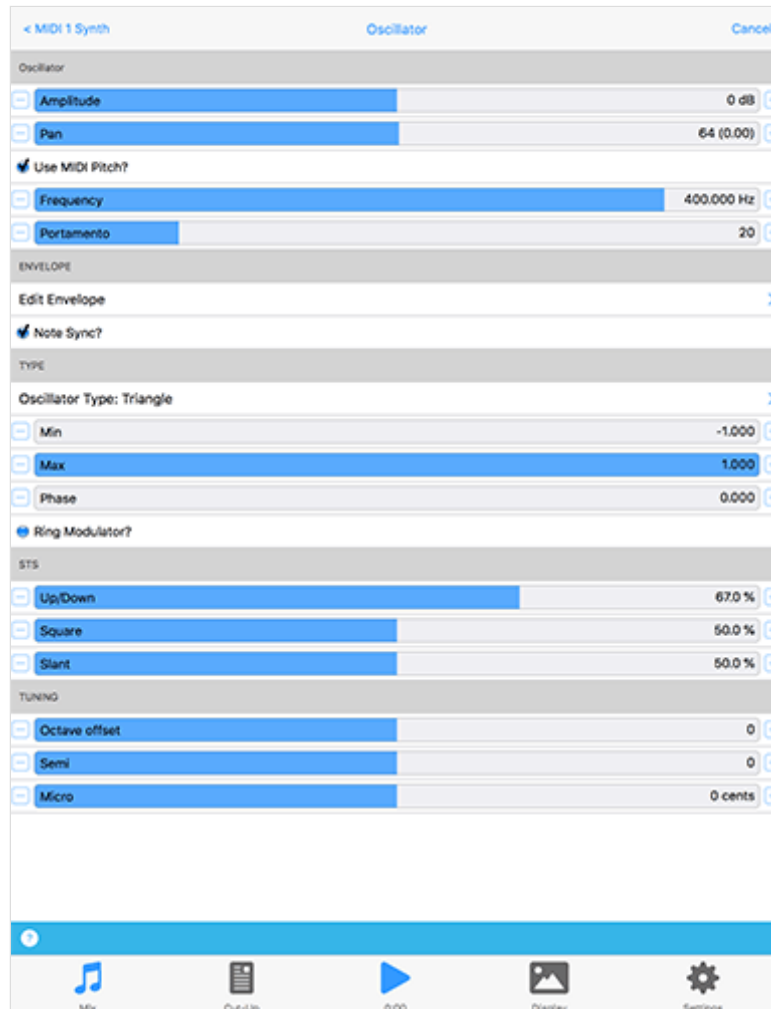 < MIDI 1 Synth Oscillator Cancel
Oscillator
Amplitude 0 dB
Pan 64 (0.00)
Use MIDI Pitch?
Frequency 400.000 Hz
Portamento 20
ENVELOPE
Edit Envelope
Note Sync?
TYPE
Oscillator Type: Triangle
Min -1.000
Max 1.000
Phase 0.000
Ring Modulator?
STS
Up/Down 67.0 %
Square 50.0 %
Slant 50.0 %
TUNING
Octave offset 0
Semi 0
Micro 0 cents
?
Mix Cut-Up 0:00 Display Settings